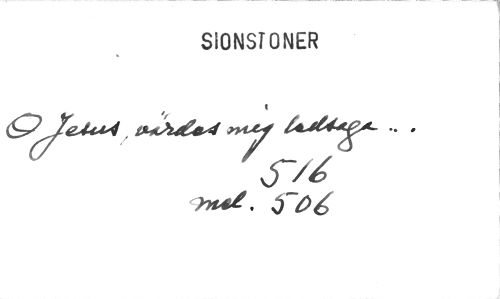 SIONSTONER
O Jesus, värdes mig ledsaga...
516
mel. 506